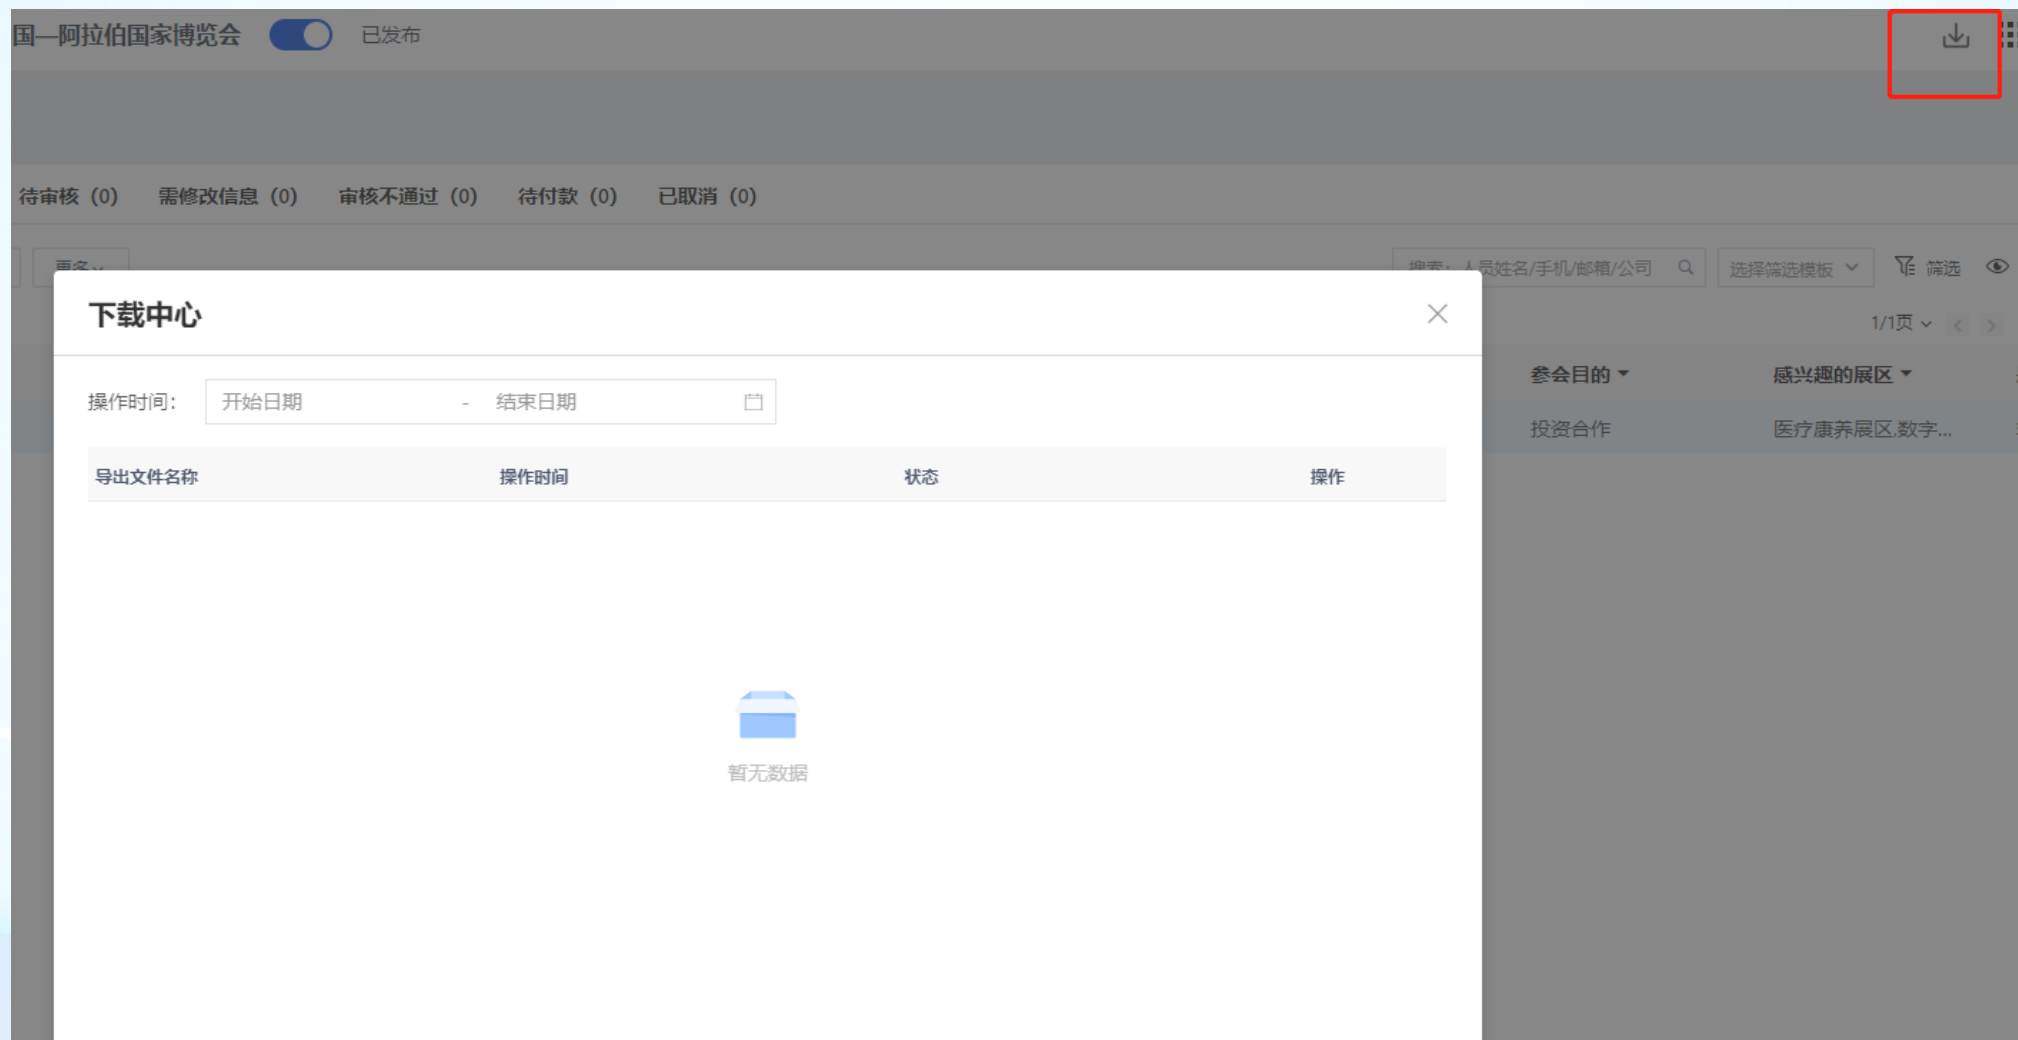 国—阿拉伯国家博览会 已发布
待审核 (0) 需修改信息 (0) 审核不通过 (0) 待付款 (0) 已取消 (0)
更多 搜索：人员姓名/手机/邮箱/公司 选择筛选模板 筛选
1/1页
下载中心
参会目的 感兴趣的展区
操作时间： 开始日期 - 结束日期
投资合作 医疗康养展区,数字...
导出文件名称 操作时间 状态 操作
暂无数据